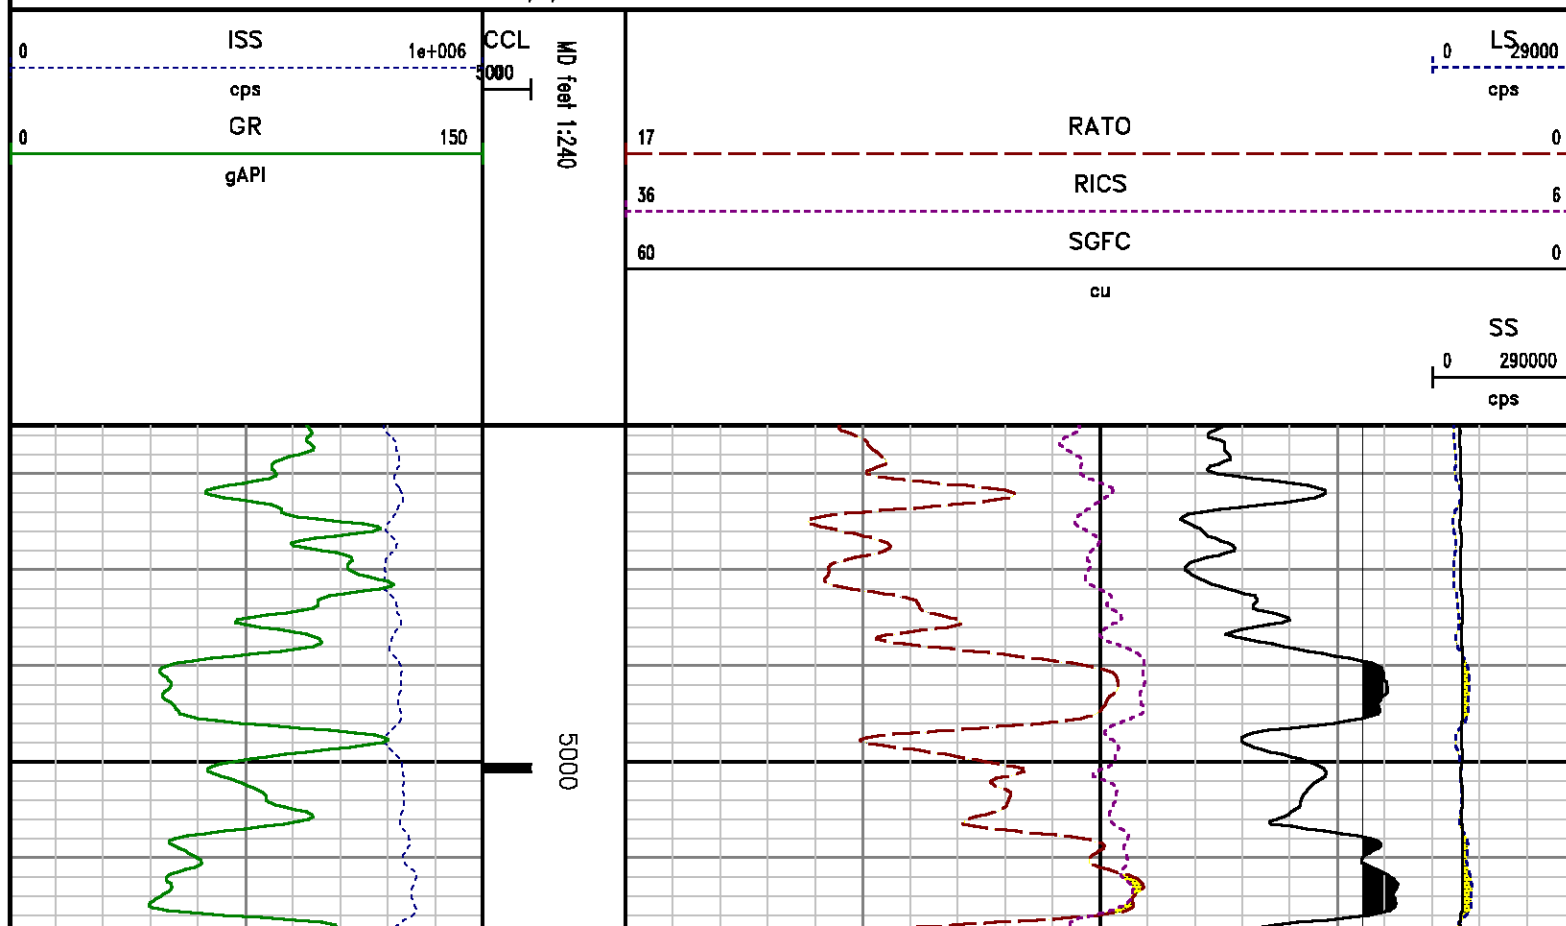 ISS
0 1e+006
cps
GR
0 150
gAPI
CCL
MD feet 1:240
LS
0 29000
cps
RATO
17 0
RICS
36 6
SGFC
60 0
cu
SS
0 290000
cps
5000